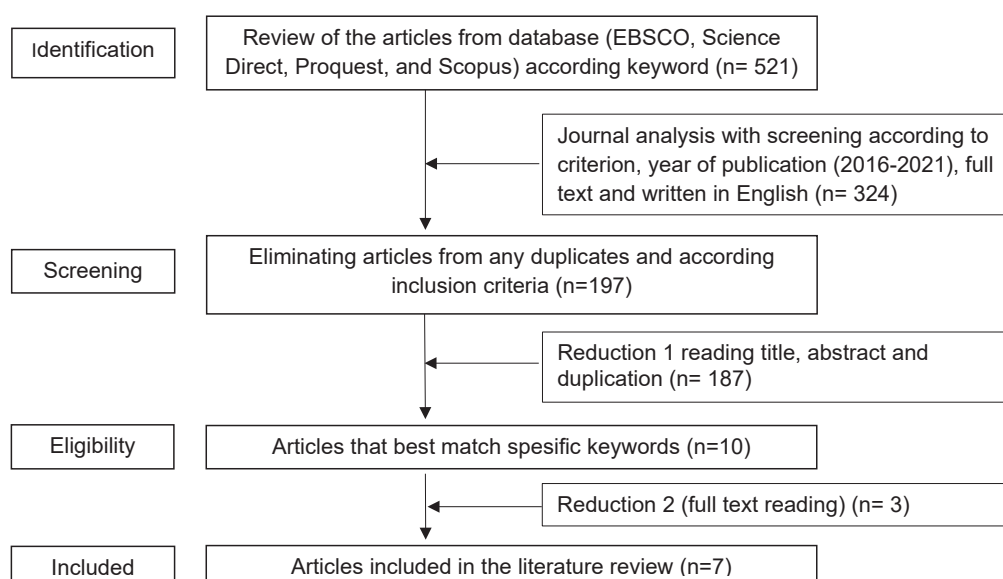 Identification
Review of the articles from database (EBSCO, Science
Direct, Proquest, and Scopus) according keyword (n= 521)
Journal analysis with screening according to
criterion, year of publication (2016-2021), full
text and written in English (n= 324)
Screening
Eliminating articles from any duplicates and according
inclusion criteria (n=197)
Reduction 1 reading title, abstract and
duplication (n= 187)
Eligibility
Articles that best match spesific keywords (n=10)
Reduction 2 (full text reading) (n= 3)
Included
Articles included in the literature review (n=7)